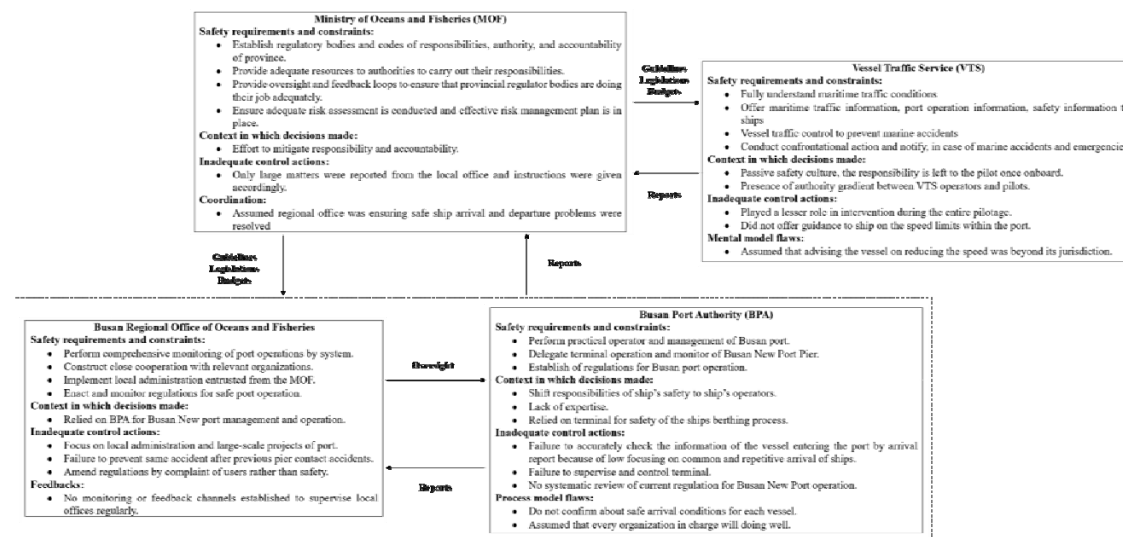 Ministry of Oceans and Fisheries (MOF)
Safety requirements and constraints:
• Establish regulatory bodies and codes of responsibilities, authority, and accountability
of province.
• Provide adequate resources to authorities to carry out their responsibilities.
• Provide oversight and feedback loops to ensure that provincial regulator bodies are doing
their job adequately.
• Ensure adequate risk assessment is conducted and effective risk management plan is in
place.
Context in which decisions made:
• Effort to mitigate responsibility and accountability.
Inadequate control actions:
• Only large matters were reported from the local office and instructions were given
accordingly.
Coordination:
• Assumed regional office was ensuring safe ship arrival and departure problems were
resolved
Guidelines
Legislations
Budgets
Reports
Vessel Traffic Service (VTS)
Safety requirements and constraints:
• Fully understand maritime traffic conditions
• Offer maritime traffic information, port operation information, safety information t
ships
• Vessel traffic control to prevent marine accidents
• Conduct confrontational action and notify, in case of marine accidents and emergencie
Context in which decisions made:
• Passive safety culture, the responsibility is left to the pilot once onboard.
• Presence of authority gradient between VTS operators and pilots.
Inadequate control actions:
• Played a lesser role in intervention during the entire pilotage.
• Did not offer guidance to ship on the speed limits within the port.
Mental model flaws:
• Assumed that advising the vessel on reducing the speed was beyond its jurisdiction.
Guidelines
Legislations
Budgets
Reports
Busan Regional Office of Oceans and Fisheries
Safety requirements and constraints:
• Perform comprehensive monitoring of port operations by system.
• Construct close cooperation with relevant organizations.
• Implement local administration entrusted from the MOF.
• Enact and monitor regulations for safe port operation.
Context in which decisions made:
• Relied on BPA for Busan New port management and operation.
Inadequate control actions:
• Focus on local administration and large-scale projects of port.
• Failure to prevent same accident after previous pier contact accidents.
• Amend regulations by complaint of users rather than safety.
Feedbacks:
• No monitoring or feedback channels established to supervise local
offices regularly.
Oversight
Reports
Busan Port Authority (BPA)
Safety requirements and constraints:
• Perform practical operator and management of Busan port.
• Delegate terminal operation and monitor of Busan New Port Pier.
• Establish of regulations for Busan port operation.
Context in which decisions made:
• Shift responsibilities of ship's safety to ship's operators.
• Lack of expertise.
• Relied on terminal for safety of the ships berthing process.
Inadequate control actions:
• Failure to accurately check the information of the vessel entering the port by arrival
report because of low focusing on common and repetitive arrival of ships.
• Failure to supervise and control terminal.
• No systematic review of current regulation for Busan New Port operation.
Process model flaws:
• Do not confirm about safe arrival conditions for each vessel.
• Assumed that every organization in charge will doing well.